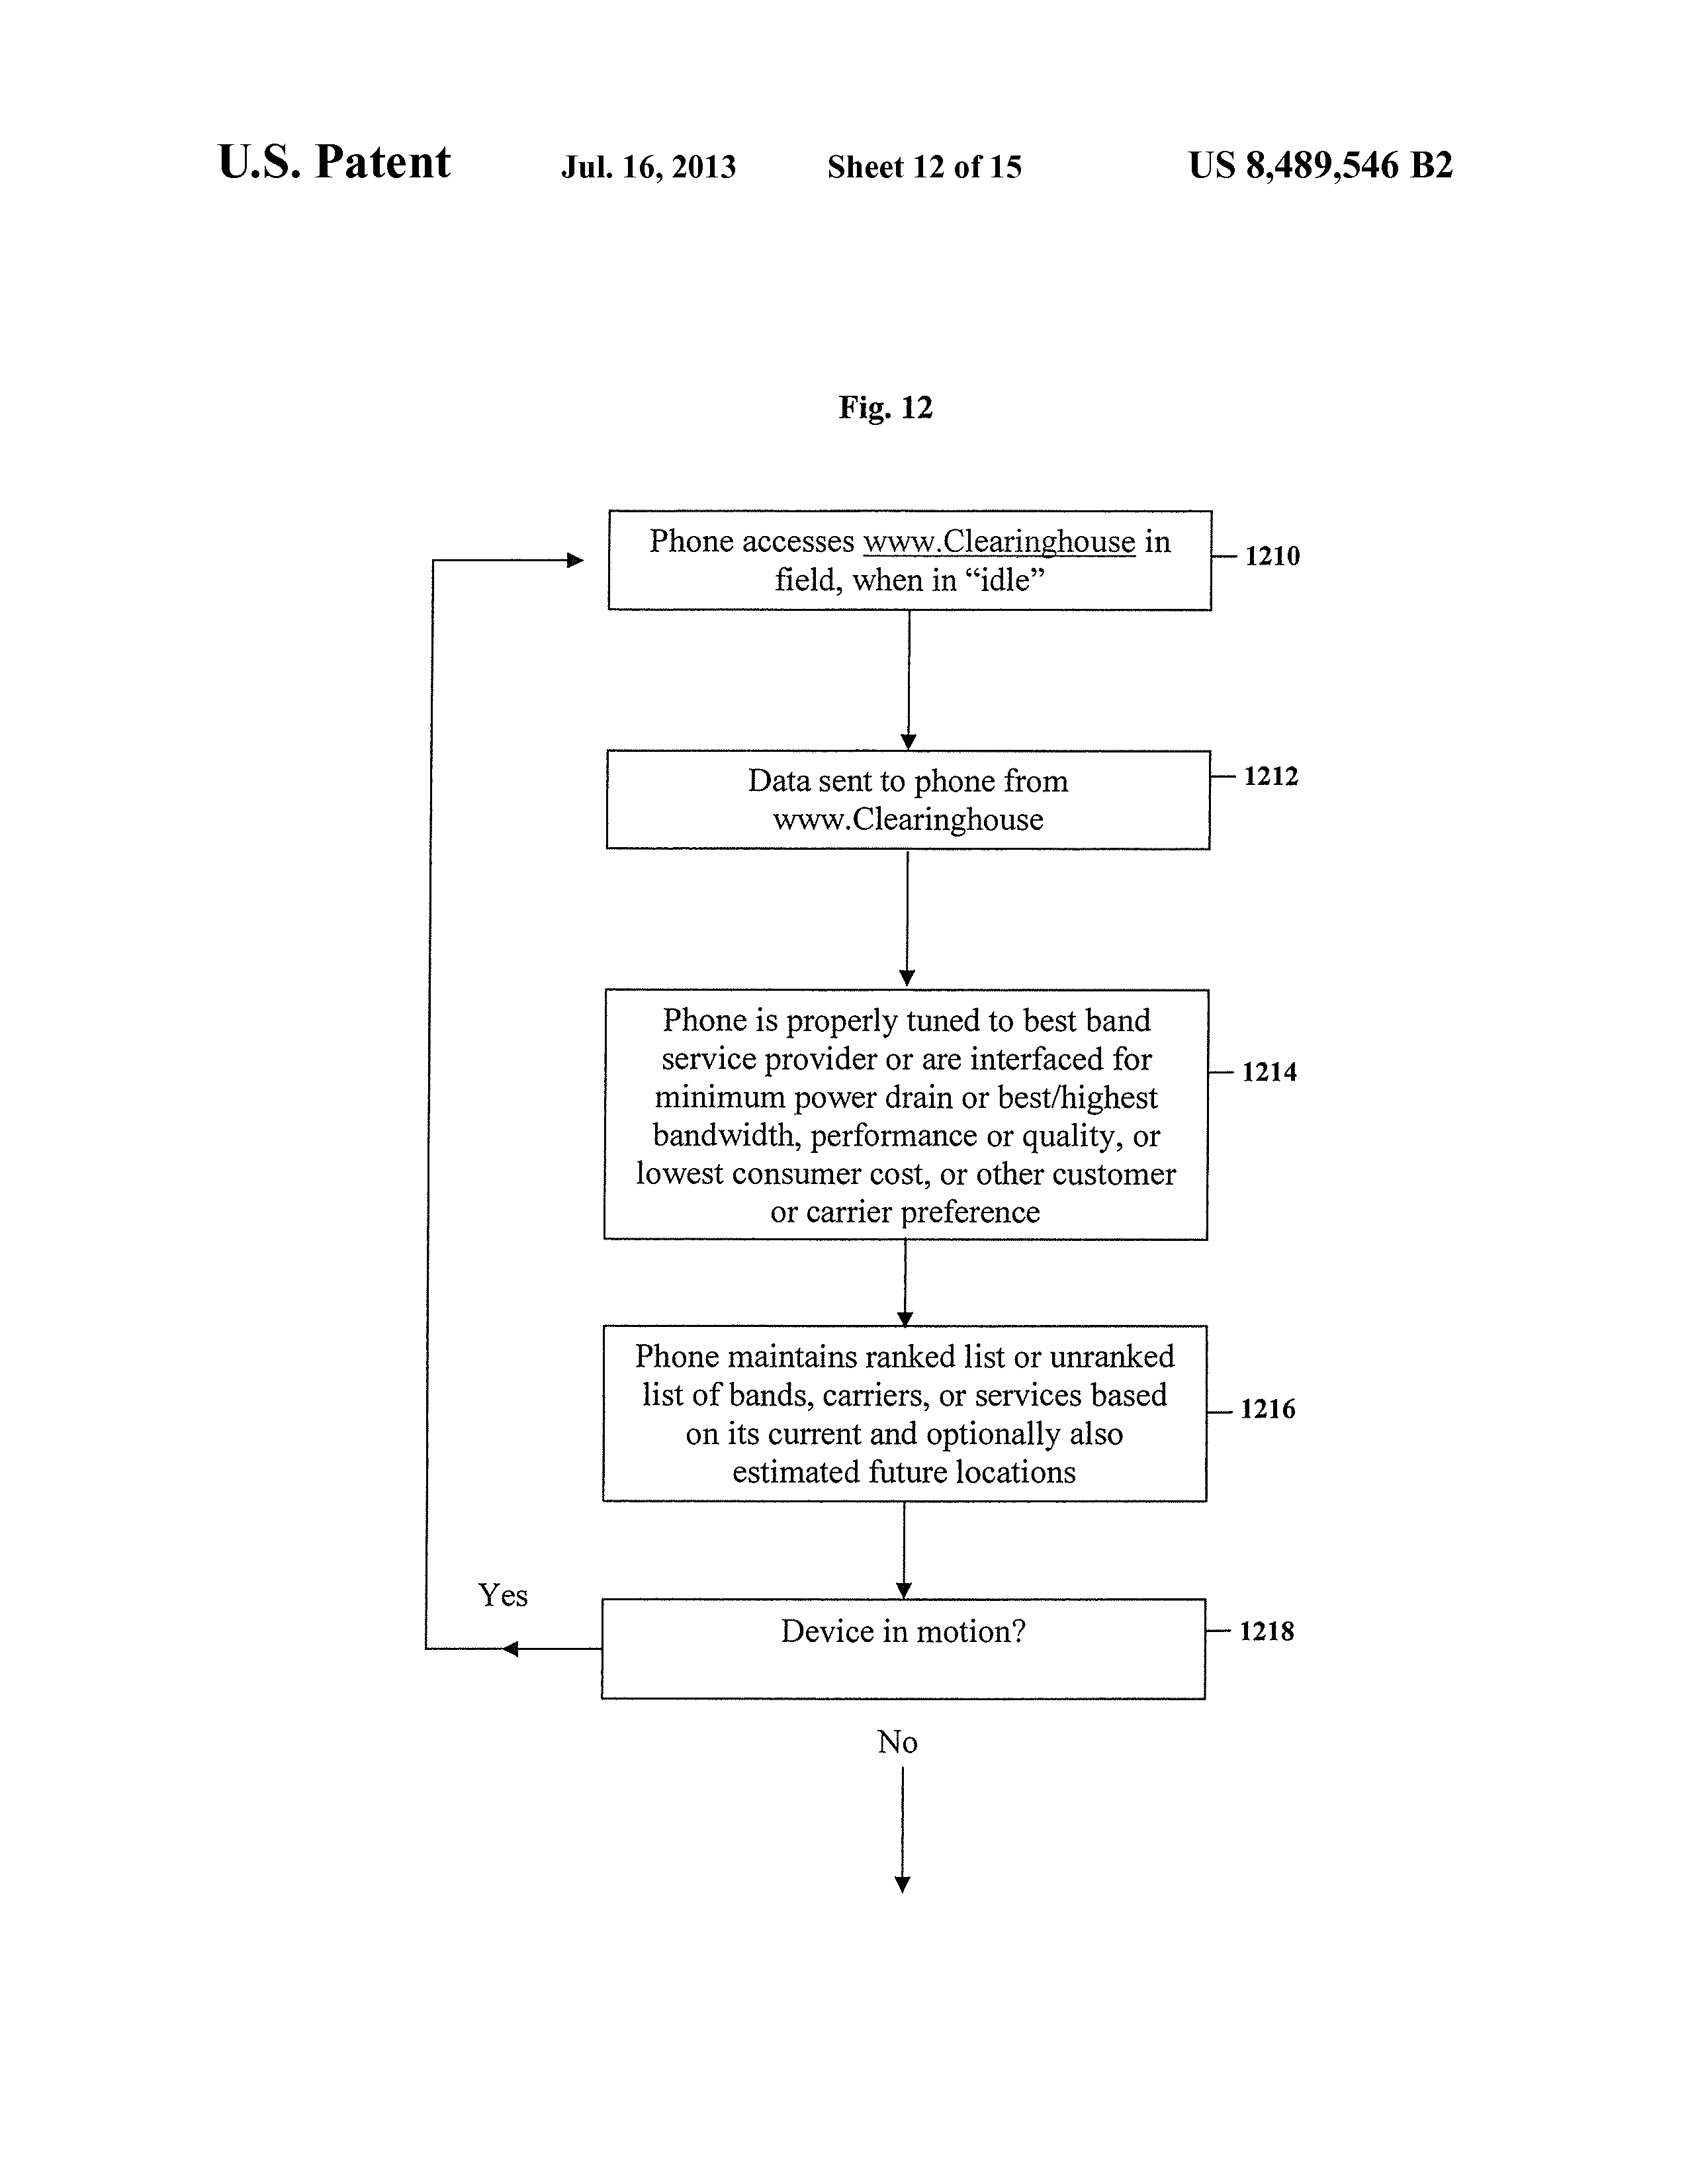 U.S. Patent Jul. 16, 2013 Sheet 12 of 15 US 8,489,546 B2
Fig. 12
Phone accesses www.Clearinghouse in
field, when in “idle”
1210
Data sent to phone from
www.Clearinghouse
1212
Phone is properly tuned to best band
service provider or are interfaced for
minimum power drain or best/highest
bandwidth, performance or quality, or
lowest consumer cost, or other customer
or carrier preference
1214
Phone maintains ranked list or unranked
list of bands, carriers, or services based
on its current and optionally also
estimated future locations
1216
Yes
Device in motion?
1218
No